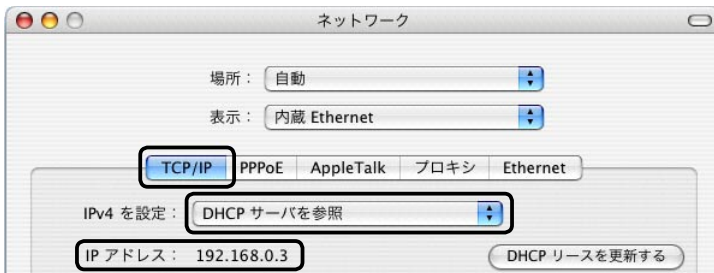 ネットワーク
場所： 自動
表示： 内蔵 Ethernet
TCP/IP PPPoE AppleTalk プロキシ Ethernet
IPv4 を設定： DHCP サーバを参照
IP アドレス： 192.168.0.3 DHCP リースを更新する